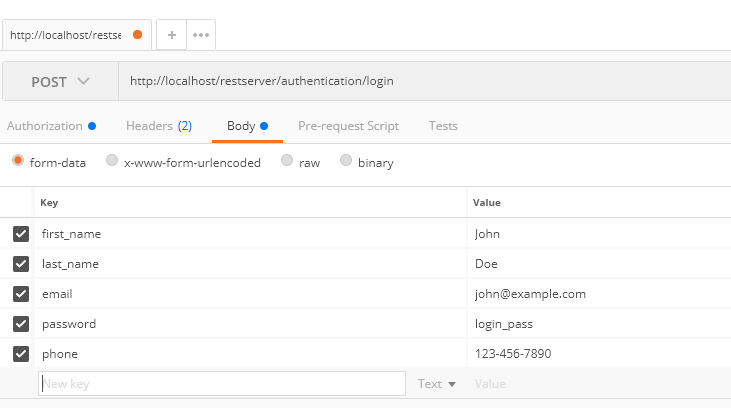 http://localhost/restse
+ •••
POST http://localhost/restserver/authentication/login
Authorization Headers (2) Body Pre-request Script Tests
form-data x-www-form-urlencoded raw binary
Key Value
first_name John
last_name Doe
email john@example.com
password login_pass
phone 123-456-7890
New key Text Value